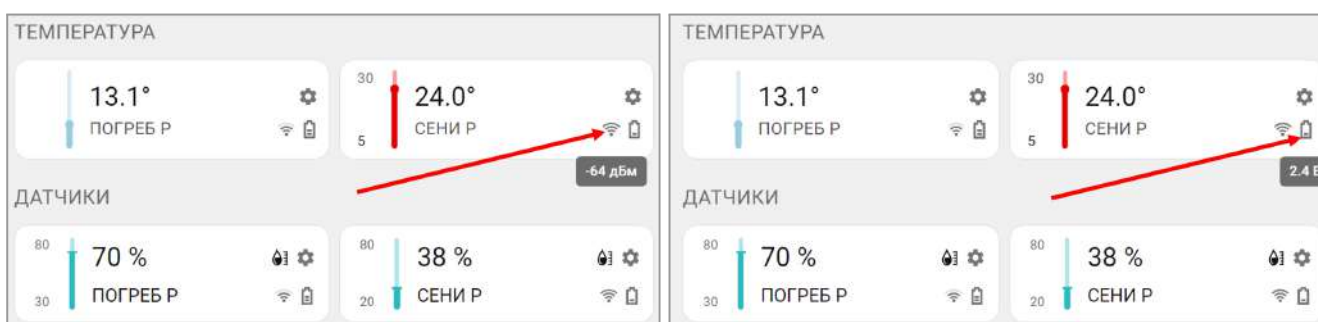 ТЕМПЕРАТУРА
13.1°
ПОГРЕБ Р
30
24.0°
СЕНИ Р
5
-64 дБм
ДАТЧИКИ
80
70 %
ПОГРЕБ Р
30
80
38 %
СЕНИ Р
20
ТЕМПЕРАТУРА
13.1°
ПОГРЕБ Р
30
24.0°
СЕНИ Р
5
2.4 В
ДАТЧИКИ
80
70 %
ПОГРЕБ Р
30
80
38 %
СЕНИ Р
20